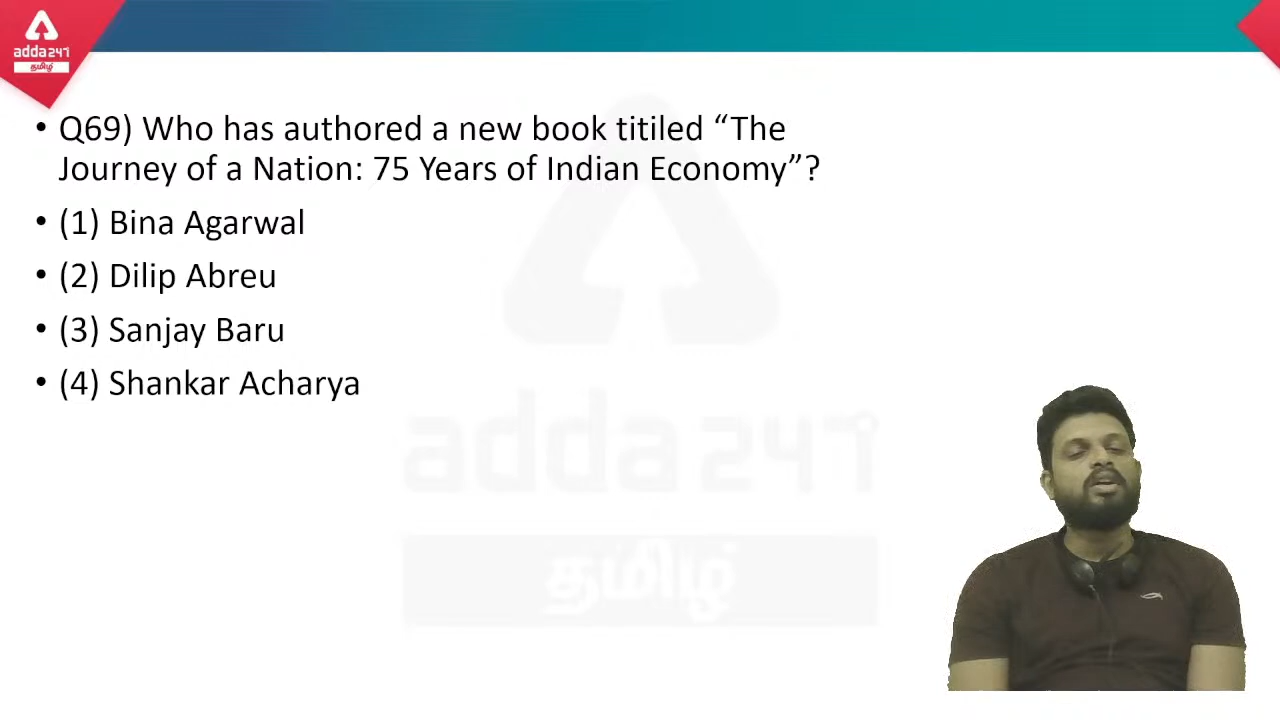 adda247
தமிழ்
• Q69) Who has authored a new book titiled “The
Journey of a Nation: 75 Years of Indian Economy”?
• (1) Bina Agarwal
• (2) Dilip Abreu
• (3) Sanjay Baru
• (4) Shankar Acharya
adda247
தமிழ்